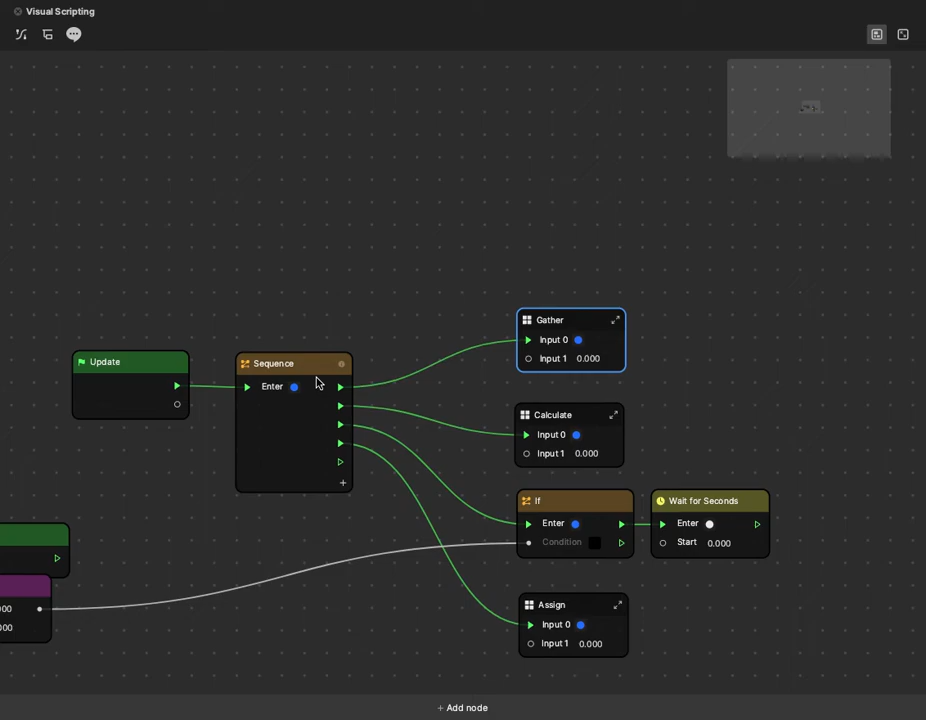 Visual Scripting
Gather
Input 0
Input 1 0.000
Update
Sequence
Enter
Calculate
Input 0
Input 1 0.000
If
Enter
Condition
Wait for Seconds
Enter
Start 0.000
Assign
Input 0
Input 1 0.000
000
000
+ Add node